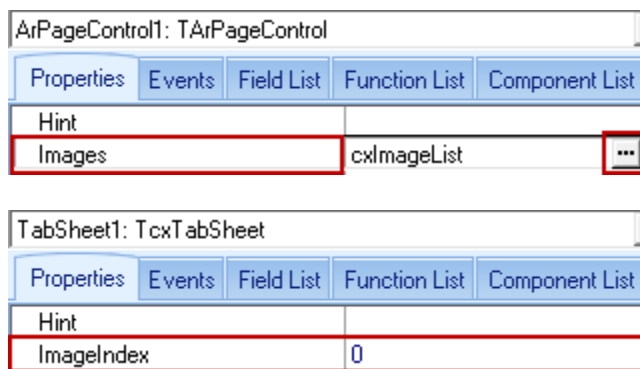 ArPageControl1: TArPageControl
Properties Events Field List Function List Component List
Hint
Images cxImageList ...
TabSheet1: TcxTabSheet
Properties Events Field List Function List Component List
Hint
ImageIndex 0